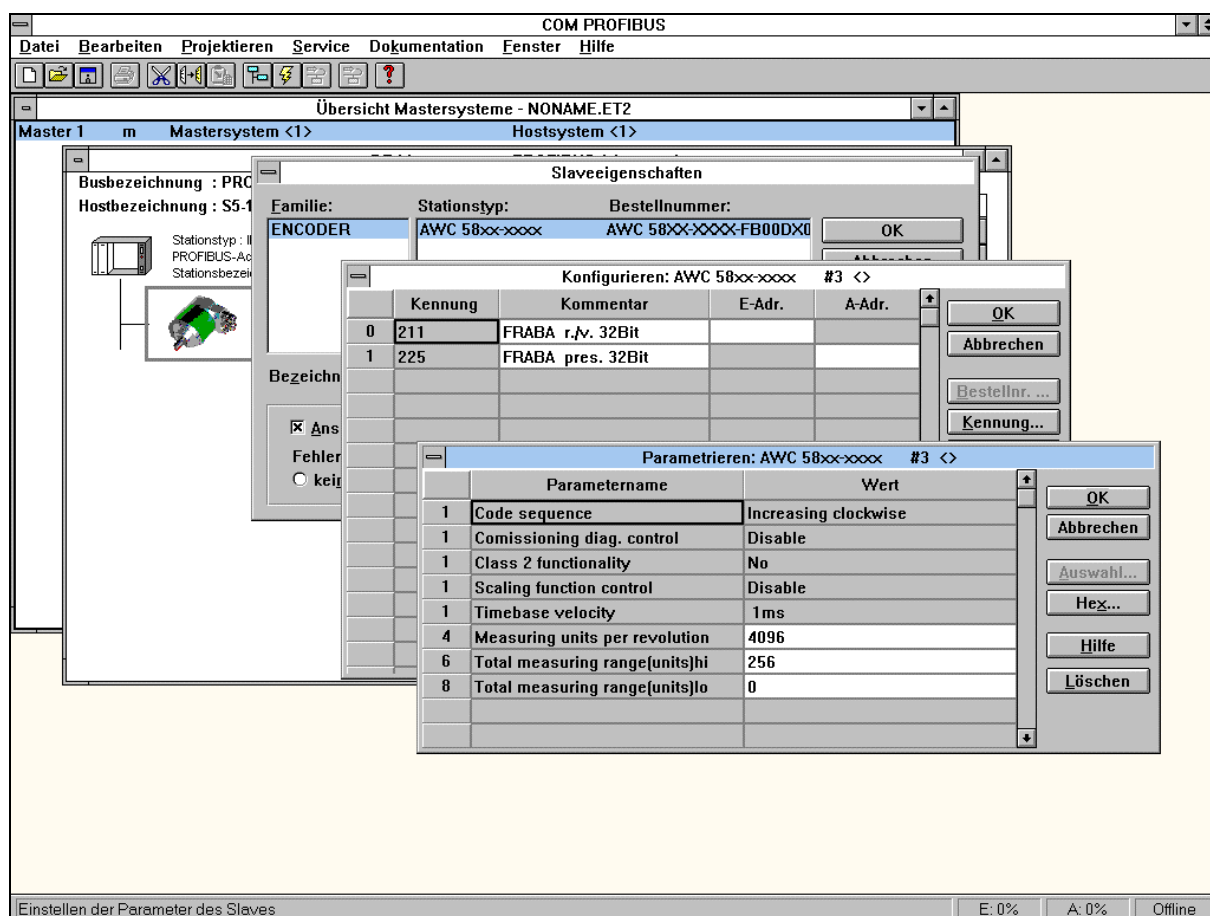 COM PROFIBUS
Datei Bearbeiten Projektieren Service Dokumentation Fenster Hilfe
Übersicht Mastersysteme - NONAME.ET2
Master 1 m Mastersystem <1> Hostsystem <1>
Busbezeichnung : PRO
Hostbezeichnung : S5-1
Stationstyp :
PROFIBUS-Ad
Stationsbezei
Slaveeigenschaften
Familie: Stationstyp: Bestellnummer:
ENCODER AWC 58xx-xxxx AWC 58XX-XXXX-FB00DX0
OK
Abbrechen
Bezeichn
Ans
Fehler
kein
Konfigurieren: AWC 58xx-xxxx #3 <>
Kennung Kommentar E-Adr. A-Adr.
0 211 FRABA r./v. 32Bit
1 225 FRABA pres. 32Bit
OK
Abbrechen
Bestellnr. ...
Kennung...
Parametrieren: AWC 58xx-xxxx #3 <>
Parametername Wert
1 Code sequence Increasing clockwise
1 Comissioning diag. control Disable
1 Class 2 functionality No
1 Scaling function control Disable
1 Timebase velocity 1ms
4 Measuring units per revolution 4096
6 Total measuring range(units)hi 256
8 Total measuring range(units)lo 0
OK
Abbrechen
Auswahl...
Hex...
Hilfe
Löschen
Einstellen der Parameter des Slaves E: 0% A: 0% Offline